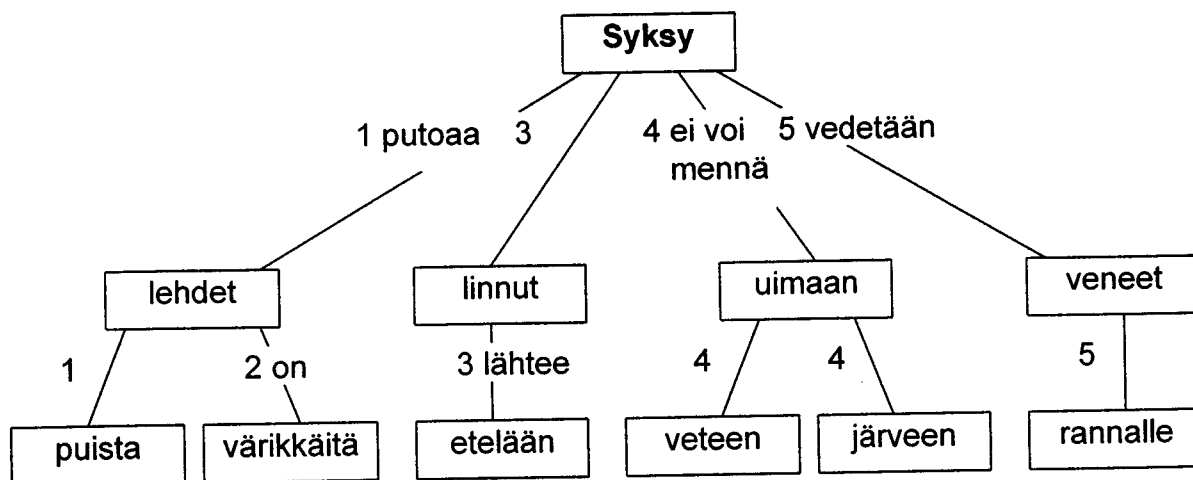 Syksy
1 putoaa 3 4 ei voi 5 vedetään
mennä
lehdet linnut uimaan veneet
1 2 on 3 lähtee 4 4 5
puista värikkäitä etelään veteen järveen rannalle